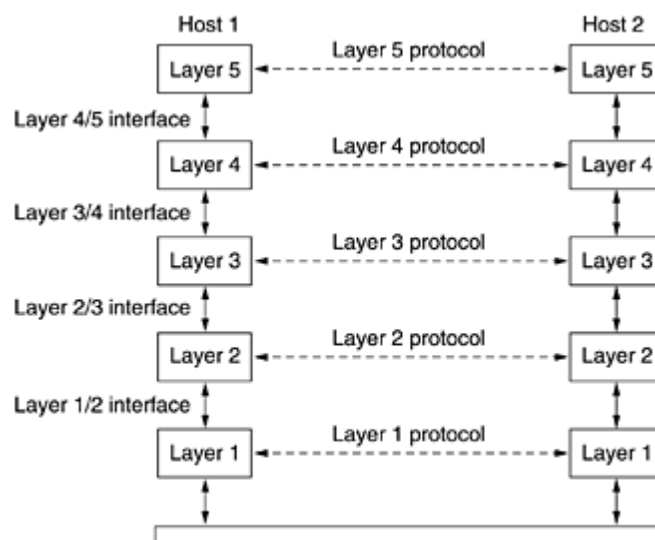 Host 1
Host 2
Layer 5 protocol
Layer 5
Layer 5
Layer 4/5 interface
Layer 4 protocol
Layer 4
Layer 4
Layer 3/4 interface
Layer 3 protocol
Layer 3
Layer 3
Layer 2/3 interface
Layer 2 protocol
Layer 2
Layer 2
Layer 1/2 interface
Layer 1 protocol
Layer 1
Layer 1